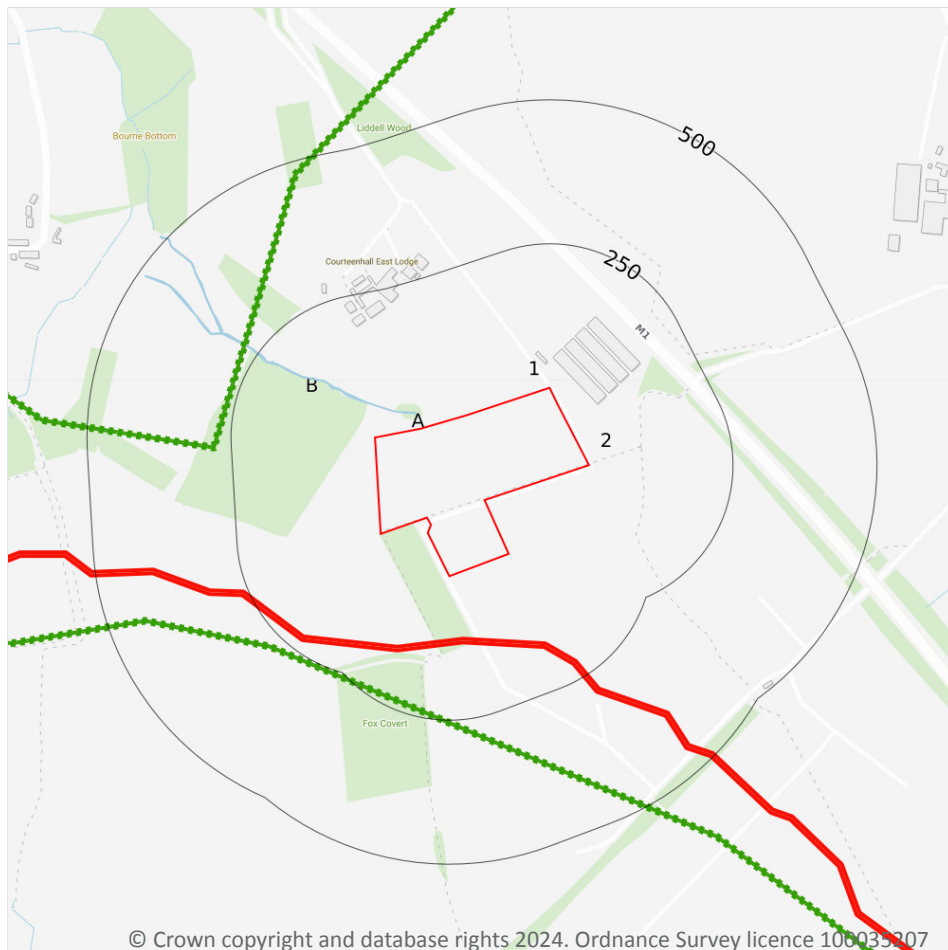 500
Liddell Wood
Bourne Bottom
Courteenhall East Lodge
250
M1
1
B
A
2
Fox Covert
© Crown copyright and database rights 2024. Ordnance Survey licence 100035207